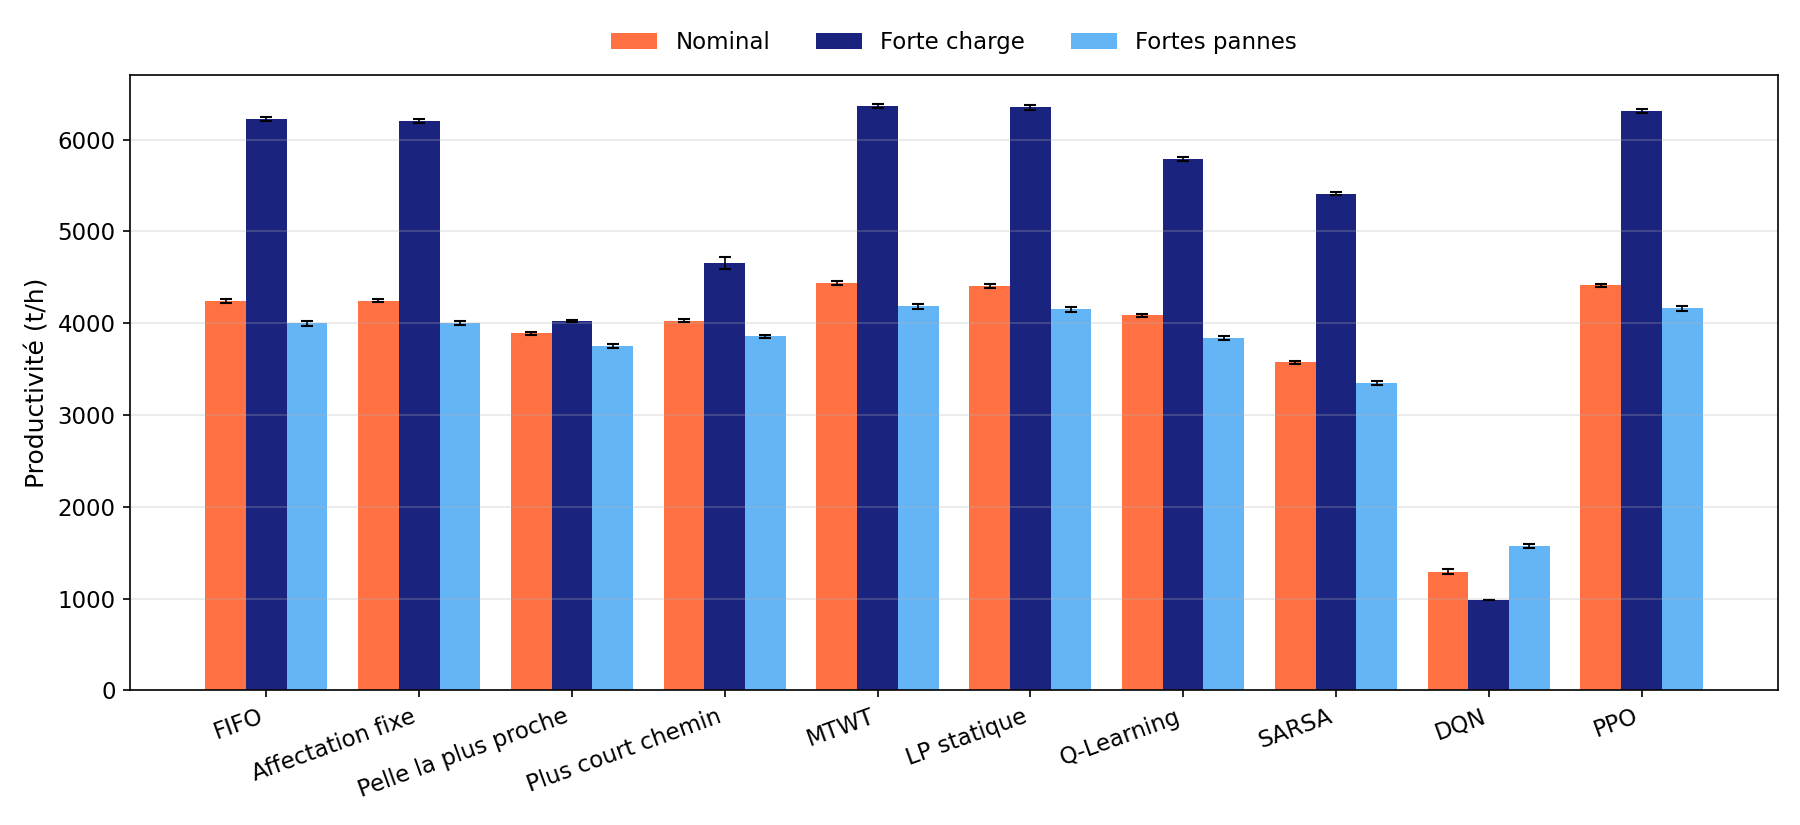 Nominal Forte charge Fortes pannes
Productivité (t/h)
6000
5000
4000
3000
2000
1000
0
FIFO
Affectation fixe
Pelle la plus proche
Plus court chemin
MTWT
LP statique
Q-Learning
SARSA
DQN
PPO